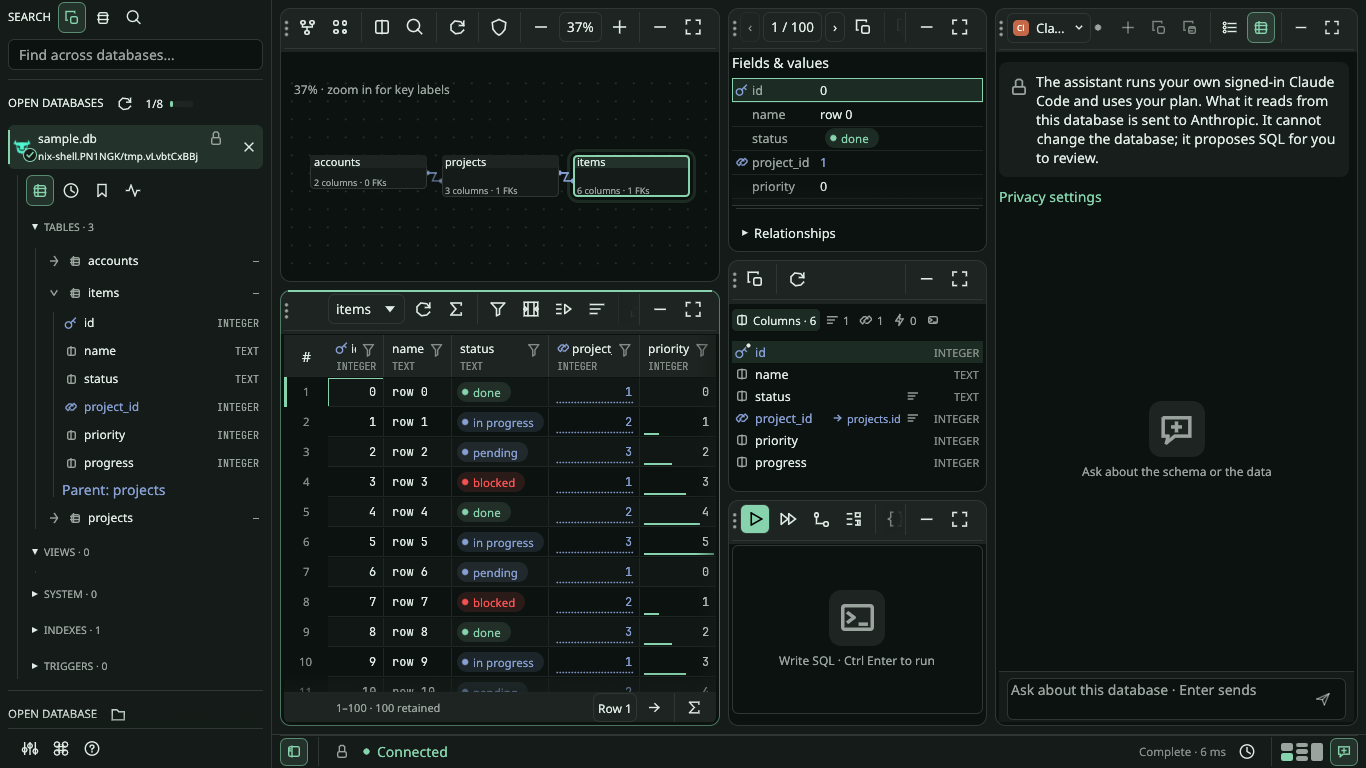 SEARCH
Find across databases...
OPEN DATABASES
1/8
sample.db
nix-shell.PN1NGK/tmp.vLvbtCxBBj
TABLES · 3
accounts
–
items
–
id INTEGER
name TEXT
status TEXT
project_id INTEGER
priority INTEGER
progress INTEGER
Parent: projects
projects
–
VIEWS · 0
SYSTEM · 0
INDEXES · 1
TRIGGERS · 0
OPEN DATABASE
37%
37% · zoom in for key labels
accounts
2 columns · 0 FKs
projects
3 columns · 1 FKs
items
6 columns · 1 FKs
items
# name status project priority
INTEGER TEXT TEXT INTEGER INTEGER
1 0 row 0 done 1 0
2 1 row 1 in progress 2 1
3 2 row 2 pending 3 2
4 3 row 3 blocked 1 3
5 4 row 4 done 2 4
6 5 row 5 in progress 3 5
7 6 row 6 pending 1 0
8 7 row 7 blocked 2 1
9 8 row 8 done 3 2
10 9 row 9 in progress 1 3
11 10 row 10 pending 2 4
1–100 · 100 retained
Row 1
1 / 100
Fields & values
id 0
name row 0
status done
project_id 1
priority 0
Relationships
Columns · 6
1
1
0
id INTEGER
name TEXT
status TEXT
project_id projects.id INTEGER
priority INTEGER
progress INTEGER
Write SQL · Ctrl Enter to run
CI
Cla...
The assistant runs your own signed-in Claude
Code and uses your plan. What it reads from
this database is sent to Anthropic. It cannot
change the database; it proposes SQL for you
to review.
Privacy settings
Ask about the schema or the data
Ask about this database · Enter sends
Connected
Complete · 6 ms